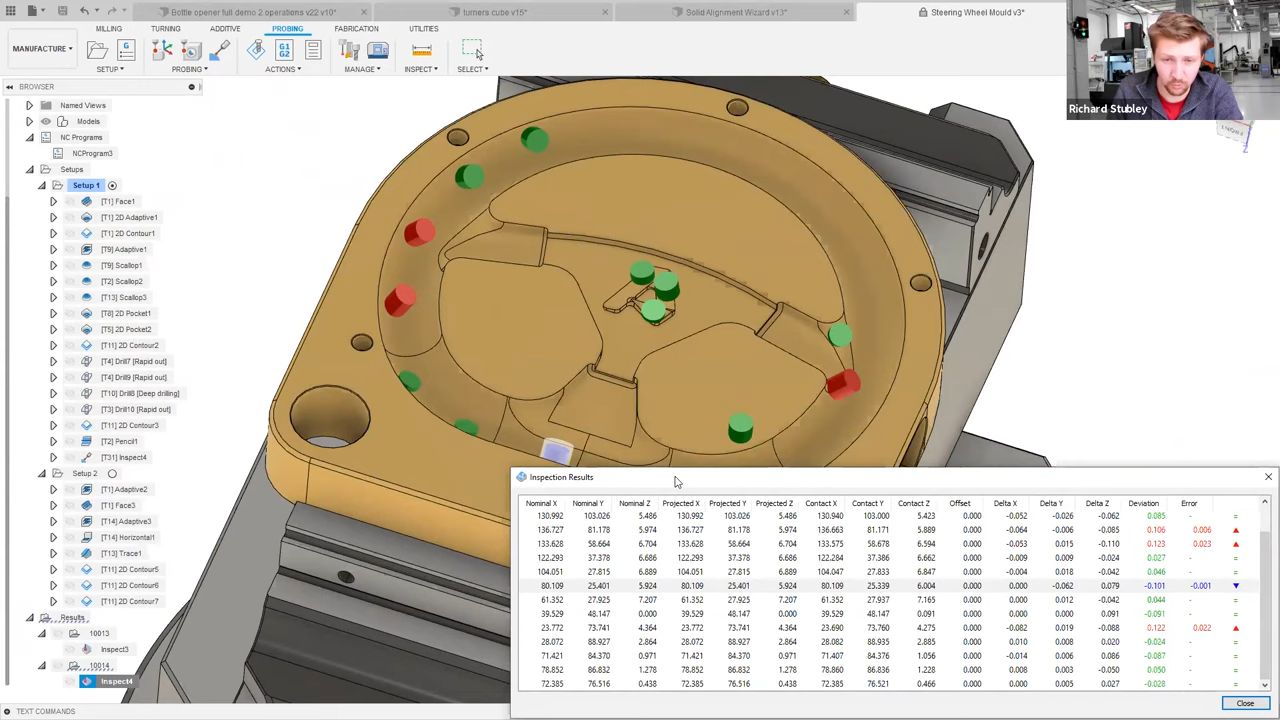 Bottle opener full demo 2 operations v22 v10*
turners cube v15*
Solid Alignment Wizard v13*
Steering Wheel Mould v3*
MILLING TURNING ADDITIVE PROBING FABRICATION UTILITIES
MANUFACTURE
G1 G2
SETUP PROBING ACTIONS MANAGE INSPECT SELECT
Richard Stubley
BROWSER
Named Views
Models
NC Programs
NCProgram3
Setups
Setup 1
[T1] Face1
[T1] 2D Adaptive1
[T1] 2D Contour1
[T9] Adaptive1
[T9] Scallop1
[T2] Scallop2
[T13] Scallop3
[T8] 2D Pocket1
[T5] 2D Pocket2
[T11] 2D Contour2
[T4] Drill7 [Rapid out]
[T4] Drill9 [Rapid out]
[T10] Drill8 [Deep drilling]
[T3] Drill10 [Rapid out]
[T11] 2D Contour3
[T2] Pencil1
[T31] Inspect4
Setup 2
[T1] Adaptive2
[T1] Face3
[T14] Adaptive3
[T14] Horizontal1
[T13] Trace1
[T11] 2D Contour5
[T11] 2D Contour6
[T11] 2D Contour7
Results
10013
Inspect3
10014
Inspect4
Inspection Results
Nominal X Nominal Y Nominal Z Projected X Projected Y Projected Z Contact X Contact Y Contact Z Offset Delta X Delta Y Delta Z Deviation Error
130.992 103.026 5.486 130.992 103.026 5.486 130.940 103.000 5.423 0.000 -0.052 -0.026 -0.062 0.085 - =
136.727 81.178 5.974 136.727 81.178 5.974 136.663 81.171 5.889 0.000 -0.064 -0.006 -0.085 0.106 0.006
133.628 58.664 6.704 133.628 58.664 6.704 133.575 58.678 6.594 0.000 -0.053 0.015 -0.110 0.123 0.023
122.293 37.378 6.686 122.293 37.378 6.686 122.284 37.386 6.662 0.000 -0.009 0.009 -0.024 0.027 - =
104.051 27.815 6.889 104.051 27.815 6.889 104.047 27.833 6.847 0.000 -0.004 0.018 -0.042 0.046 - =
80.109 25.401 5.924 80.109 25.401 5.924 80.109 25.339 6.004 0.000 0.000 -0.062 0.079 -0.101 -0.001
61.352 27.925 7.207 61.352 27.925 7.207 61.352 27.937 7.165 0.000 0.000 0.012 -0.042 0.044 - =
39.529 48.147 0.000 39.529 48.147 0.000 39.529 48.147 0.091 0.000 0.000 0.000 0.091 -0.091 - =
23.772 73.745 4.364 23.772 73.745 4.364 23.690 73.760 4.275 0.000 -0.082 0.019 -0.088 0.122 0.022
28.072 88.927 2.864 28.072 88.927 2.864 28.082 88.935 2.885 0.000 0.010 0.008 0.020 -0.024 - =
71.421 84.370 0.971 71.421 84.370 0.971 71.407 84.376 1.056 0.000 -0.014 0.006 0.086 -0.087 - =
78.852 86.832 1.278 78.852 86.832 1.278 78.860 86.836 1.228 0.000 0.008 0.003 -0.050 0.050 - =
72.385 76.516 0.438 72.385 76.516 0.438 72.385 76.521 0.466 0.000 0.000 0.005 0.027 -0.028 - =
Close
TEXT COMMANDS